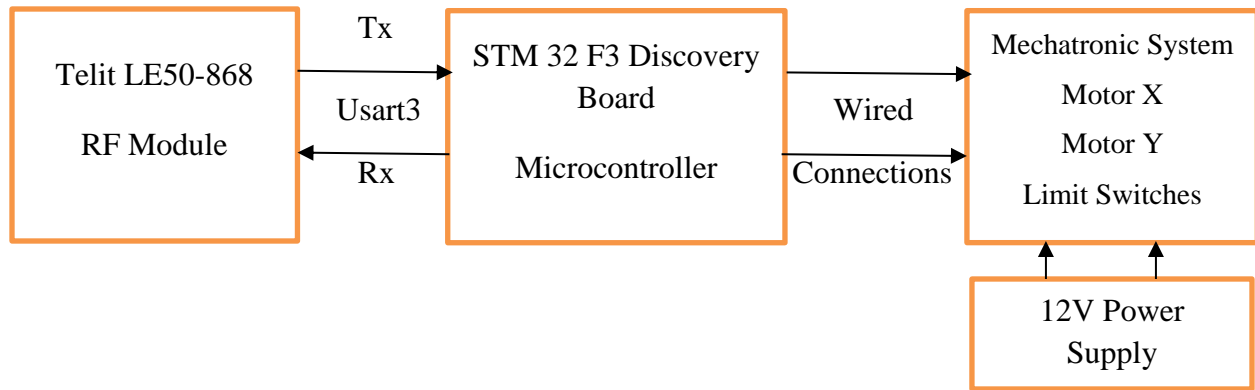 Telit LE50-868
RF Module
Tx
Usart3
Rx
STM 32 F3 Discovery
Board
Microcontroller
Wired
Connections
Mechatronic System
Motor X
Motor Y
Limit Switches
12V Power
Supply